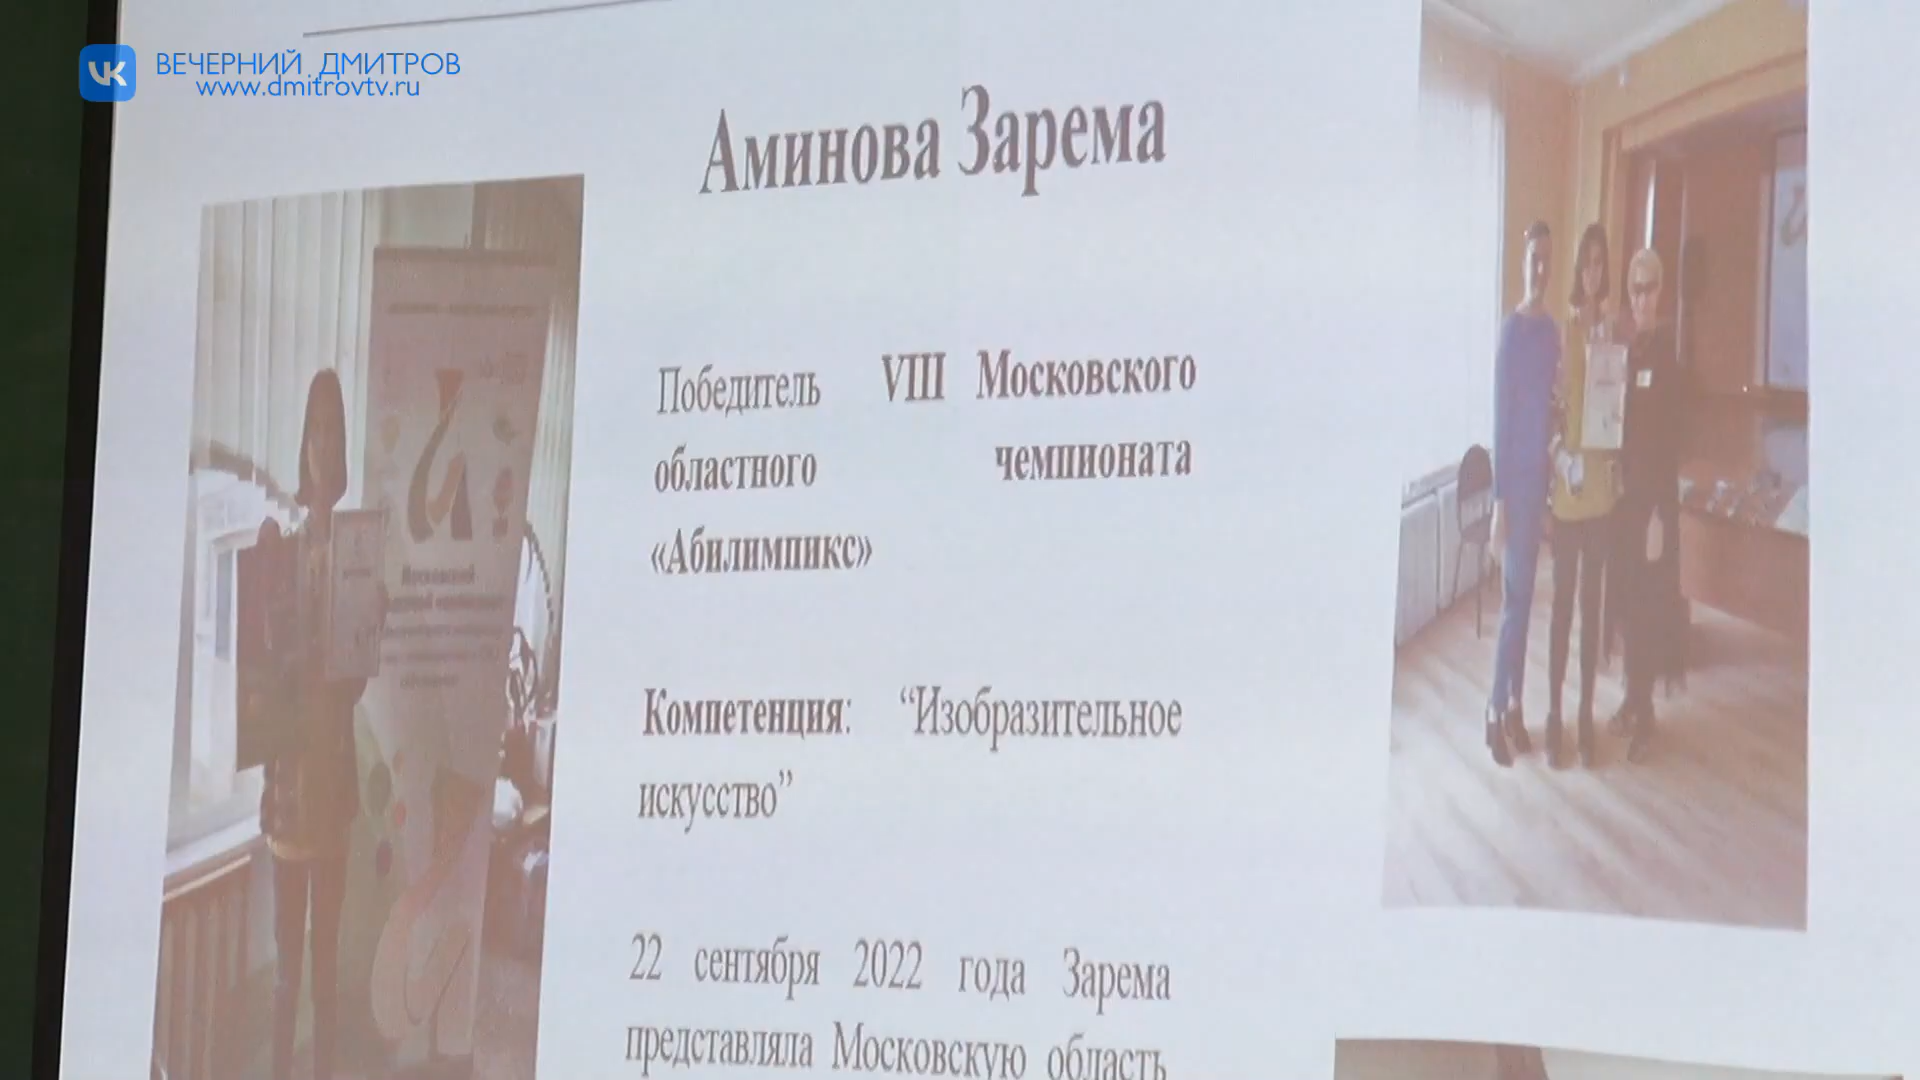 ВЕЧЕРНИЙ ДМИТРОВ
www.dmitrovtv.ru
Аминова Зарема
Победитель VIII Московского
областного чемпионата
«Абилимпикс»
Компетенция: “Изобразительное
искусство”
22 сентября 2022 года Зарема
представляла Московскую область
Московский